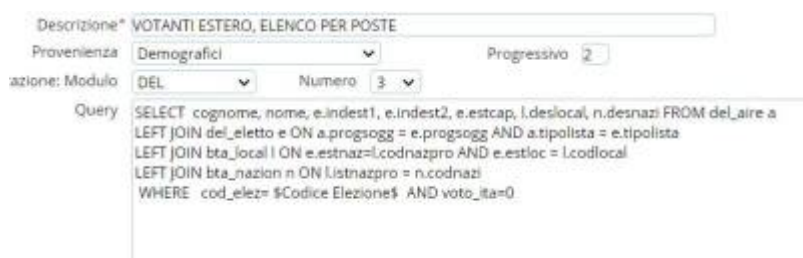 Descrizione* VOTANTI ESTERO, ELENCO PER POSTE
Provenienza Demografici Progressivo 2
azione: Modulo DEL Numero 3
Query SELECT cognome, nome, e.indest1, e.indest2, e.estcap, l.deslocal, n.desnazi FROM del_aire a
LEFT JOIN del_eletto e ON a.progsogg = e.progsogg AND a.tipolista = e.tipolista
LEFT JOIN bta_local l ON e.estnaz=l.codnazpro AND e.estloc = l.codlocal
LEFT JOIN bta_nazion n ON l.istnazpro = n.codnazi
WHERE cod_elez= $Codice Elezione$ AND voto_ita=0